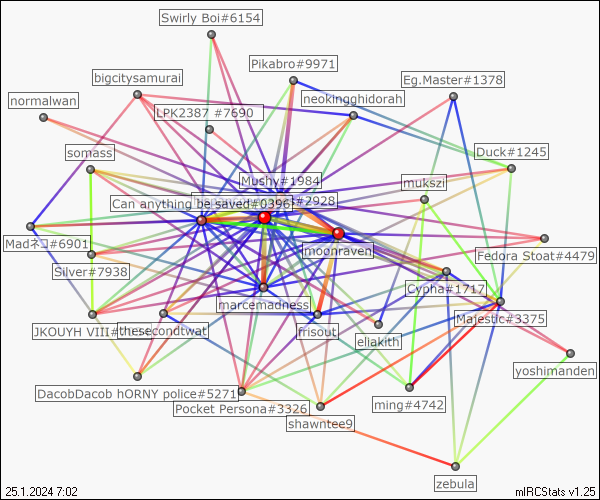 Swirly Boi#6154
Pikabro#9971
bigcitysamurai
Eg.Master#1378
normalwan
neokingghidorah
LPK2387 #7690
somass
Duck#1245
Mushy#1984
mukszi
#2928
Can anything be saved#0396
Madネコ#6901
moonraven
Fedora Stoat#4479
Silver#7938
Cypha#1717
marcemadness
Majestic#3375
JKOUYH VIII#
thesecondtwat
frisout
eliakith
yoshimanden
DacobDacob hORNY police#5271
Pocket Persona#3326
ming#4742
shawntee9
zebula
25.1.2024 7:02
mIRCStats v1.25